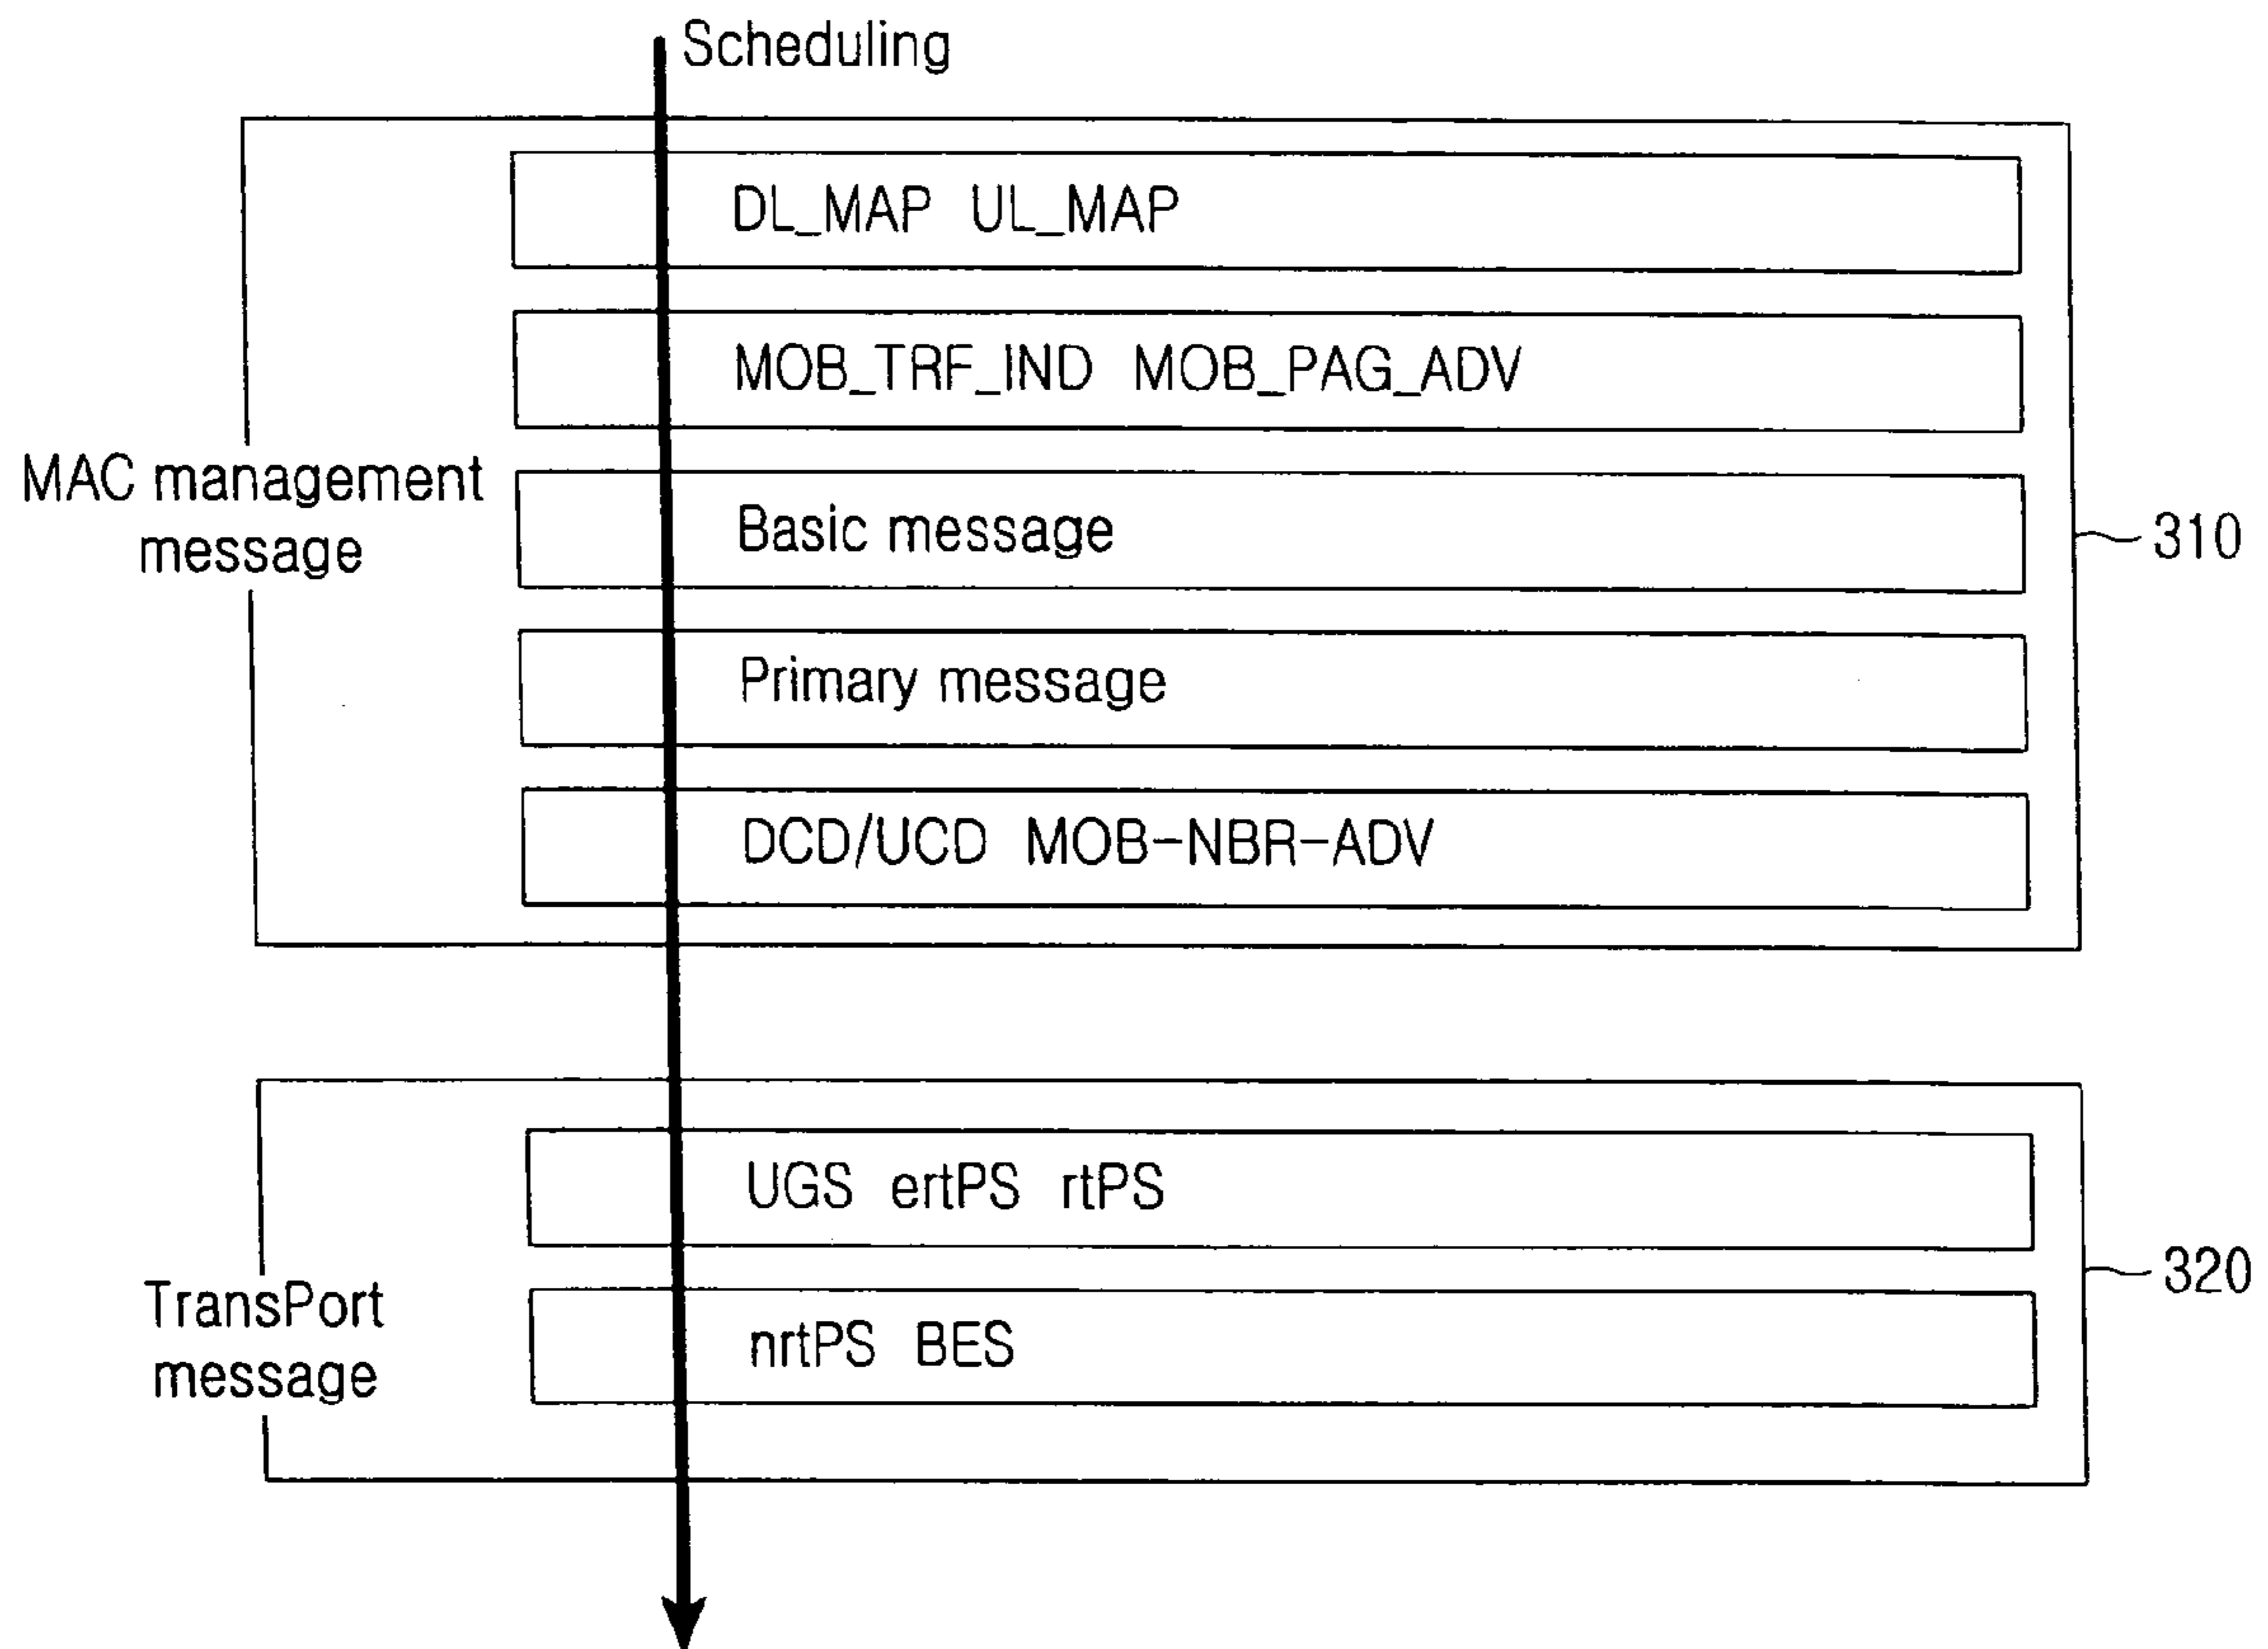 Scheduling
DL_MAP UL_MAP
MOB_TRF_IND MOB_PAG_ADV
MAC management
message
Basic message
310
Primary message
DCD/UCD MOB-NBR-ADV
UGS ertPS rtPS
320
TransPort
message
nrtPS BES